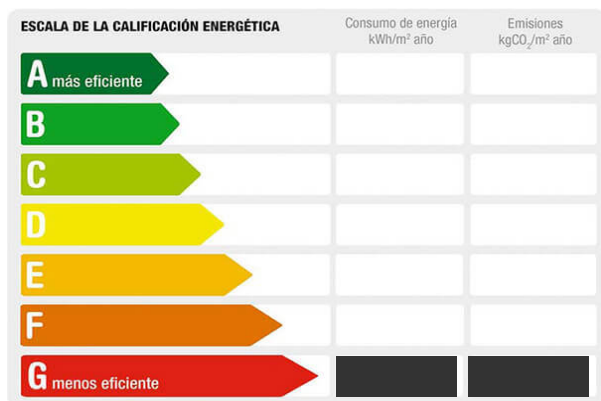 ESCALA DE LA CALIFICACIÓN ENERGÉTICA
Consumo de energía
kWh/m² año
Emisiones
kgCO₂/m² año
A más eficiente
B
C
D
E
F
G menos eficiente